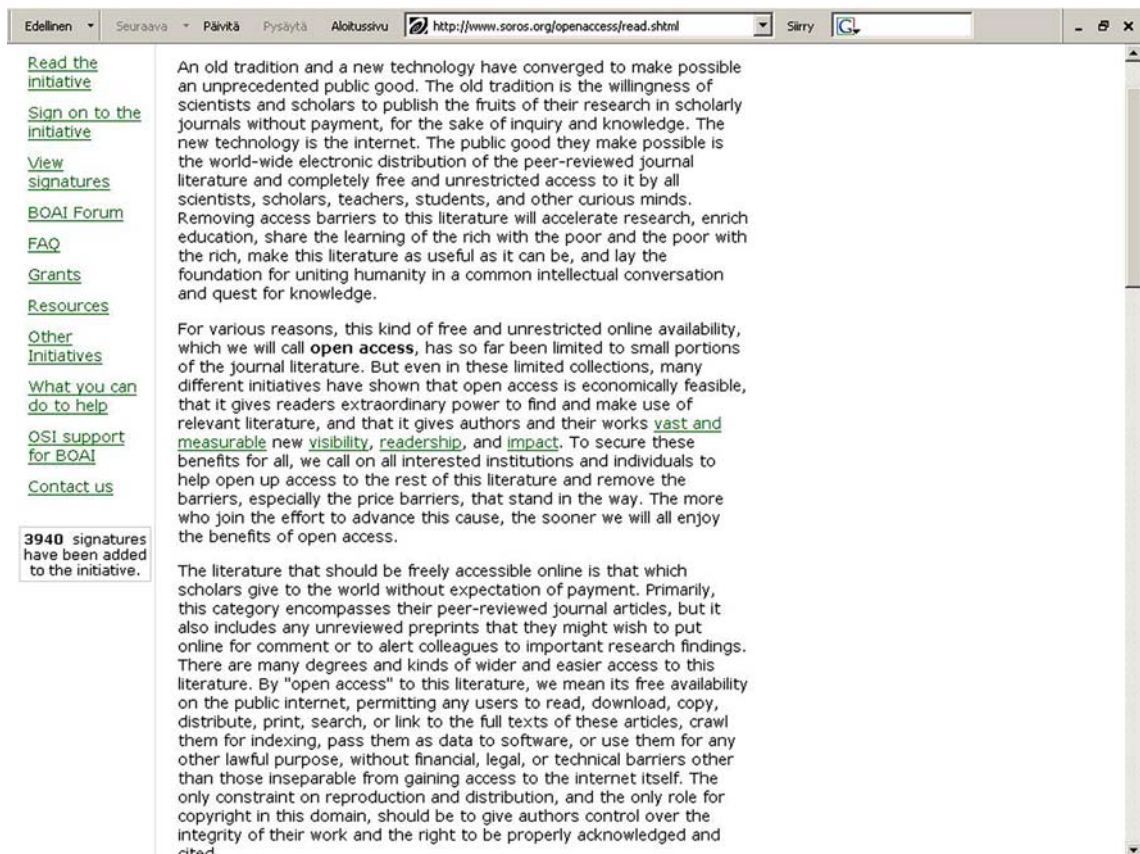 Edellinen Seuraava Päivitä Pysäytä Aloitussivu http://www.soros.org/openaccess/read.shtml Siirry G
Read the
initiative
Sign on to the
initiative
View
signatures
BOAI Forum
FAQ
Grants
Resources
Other
Initiatives
What you can
do to help
OSI support
for BOAI
Contact us
3940 signatures
have been added
to the initiative.
An old tradition and a new technology have converged to make possible
an unprecedented public good. The old tradition is the willingness of
scientists and scholars to publish the fruits of their research in scholarly
journals without payment, for the sake of inquiry and knowledge. The
new technology is the internet. The public good they make possible is
the world-wide electronic distribution of the peer-reviewed journal
literature and completely free and unrestricted access to it by all
scientists, scholars, teachers, students, and other curious minds.
Removing access barriers to this literature will accelerate research, enrich
education, share the learning of the rich with the poor and the poor with
the rich, make this literature as useful as it can be, and lay the
foundation for uniting humanity in a common intellectual conversation
and quest for knowledge.
For various reasons, this kind of free and unrestricted online availability,
which we will call open access, has so far been limited to small portions
of the journal literature. But even in these limited collections, many
different initiatives have shown that open access is economically feasible,
that it gives readers extraordinary power to find and make use of
relevant literature, and that it gives authors and their works vast and
measurable new visibility, readership, and impact. To secure these
benefits for all, we call on all interested institutions and individuals to
help open up access to the rest of this literature and remove the
barriers, especially the price barriers, that stand in the way. The more
who join the effort to advance this cause, the sooner we will all enjoy
the benefits of open access.
The literature that should be freely accessible online is that which
scholars give to the world without expectation of payment. Primarily,
this category encompasses their peer-reviewed journal articles, but it
also includes any unreviewed preprints that they might wish to put
online for comment or to alert colleagues to important research findings.
There are many degrees and kinds of wider and easier access to this
literature. By "open access" to this literature, we mean its free availability
on the public internet, permitting any users to read, download, copy,
distribute, print, search, or link to the full texts of these articles, crawl
them for indexing, pass them as data to software, or use them for any
other lawful purpose, without financial, legal, or technical barriers other
than those inseparable from gaining access to the internet itself. The
only constraint on reproduction and distribution, and the only role for
copyright in this domain, should be to give authors control over the
integrity of their work and the right to be properly acknowledged and
cited.